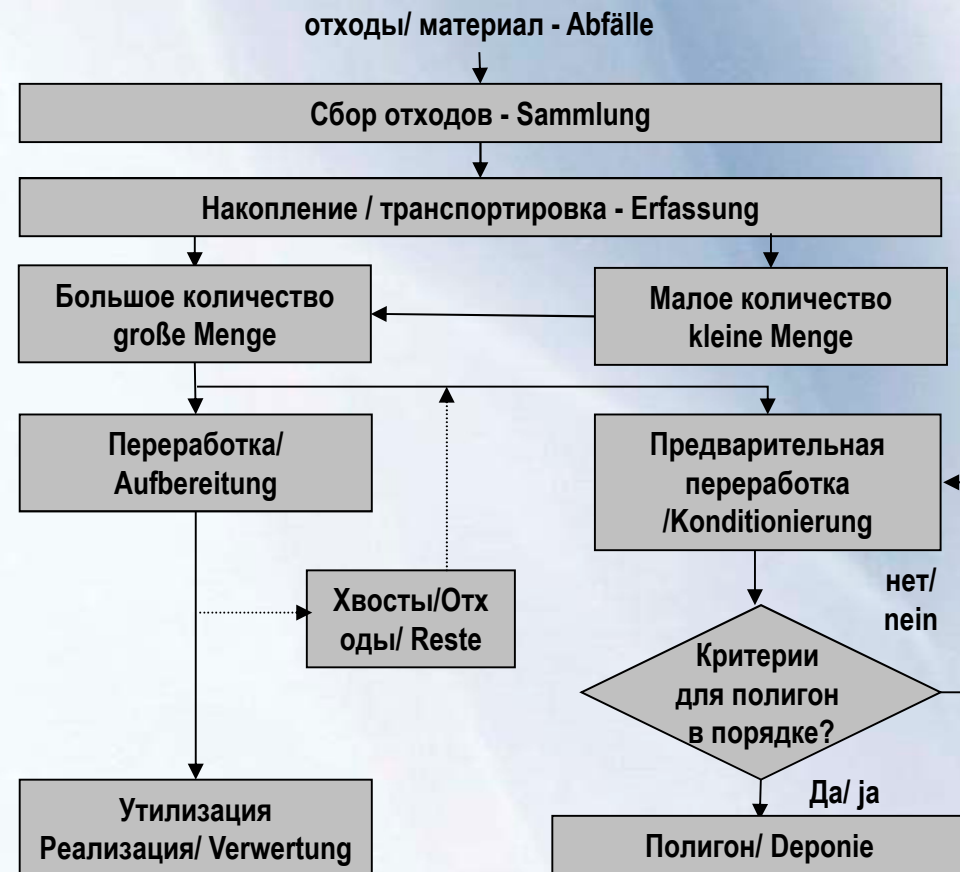 отходы/ материал - Abfälle
Сбор отходов - Sammlung
Накопление / транспортировка - Erfassung
Большое количество
große Menge
Малое количество
kleine Menge
Переработка/
Aufbereitung
Предварительная
переработка
/Konditionierung
Хвосты/Отх
оды/ Reste
нет/
nein
Критерии
для полигон
в порядке?
Да/ ja
Утилизация
Реализация/ Verwertung
Полигон/ Deponie